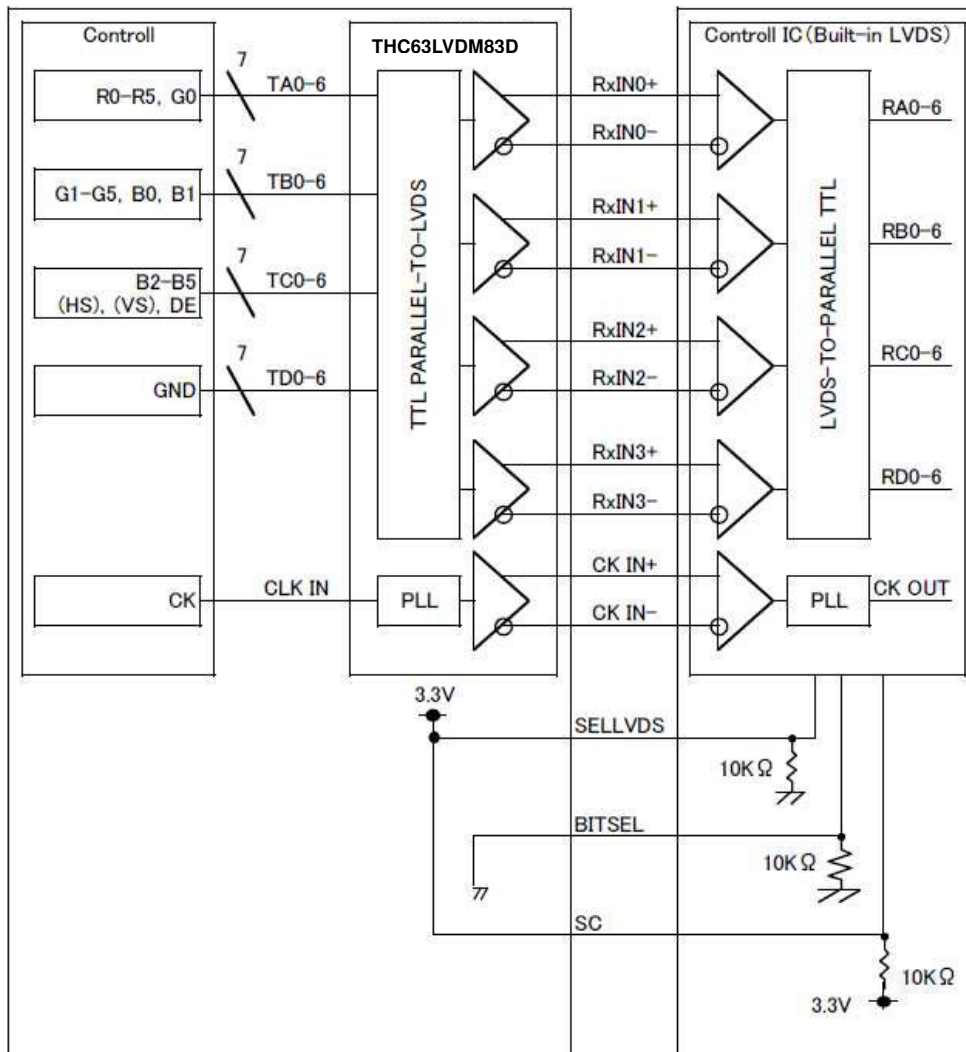 Controll
THC63LVDM83D
Controll IC(Built-in LVDS)
R0-R5, G0
7
TA0-6
RxIN0+
RxIN0-
RA0-6
G1-G5, B0, B1
7
TB0-6
RxIN1+
RxIN1-
RB0-6
B2-B5
(HS), (VS), DE
7
TC0-6
RxIN2+
RxIN2-
RC0-6
GND
7
TD0-6
RxIN3+
RxIN3-
RD0-6
TTL PARALLEL-TO-LVDS
LVDS-TO-PARALLEL TTL
CK
CLK IN
PLL
CK IN+
CK IN-
PLL
CK OUT
3.3V
SELLVDS
10KΩ
BITSEL
10KΩ
SC
10KΩ
3.3V